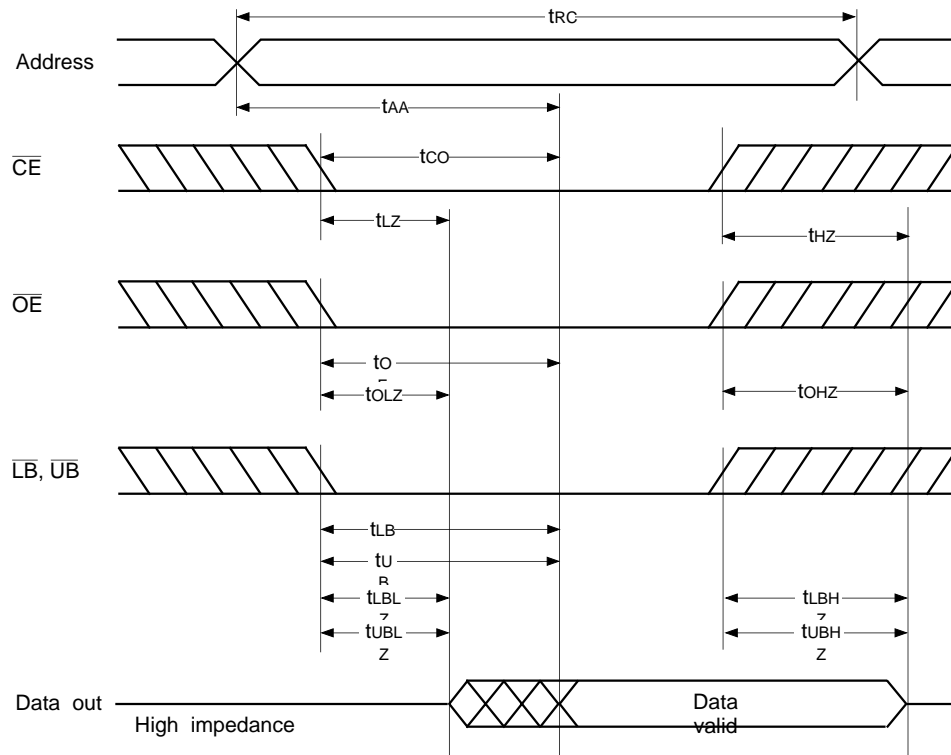 tRC
Address
tAA
CE
tCO
tLZ
tHZ
OE
tO
tOLZ
tOHZ
LB, UB
tLB
tU
B
tLBL
Z
tLBH
Z
tUBL
Z
tUBH
Z
Data out
High impedance
Data
valid